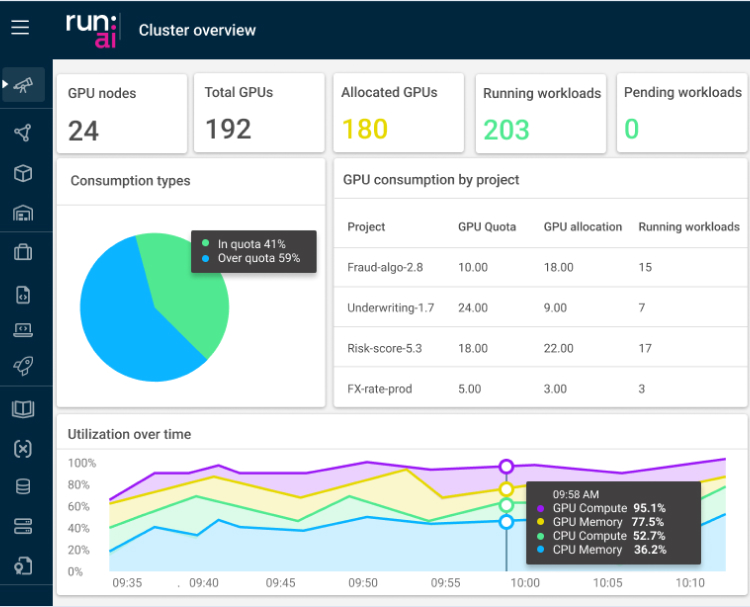 run:
ai
Cluster overview
GPU nodes
24
Total GPUs
192
Allocated GPUs
180
Running workloads
203
Pending workloads
0
Consumption types
In quota 41%
Over quota 59%
GPU consumption by project
Project GPU Quota GPU allocation Running workloads
Fraud-algo-2.8 10.00 18.00 15
Underwriting-1.7 24.00 9.00 7
Risk-score-5.3 18.00 22.00 17
FX-rate-prod 5.00 3.00 3
Utilization over time
100%
80%
60%
40%
20%
0%
09:58 AM
GPU Compute 95.1%
GPU Memory 77.5%
CPU Compute 52.7%
CPU Memory 36.2%
09:35 . 09:40 09:45 09:50 09:55 10:00 10:05 10:10